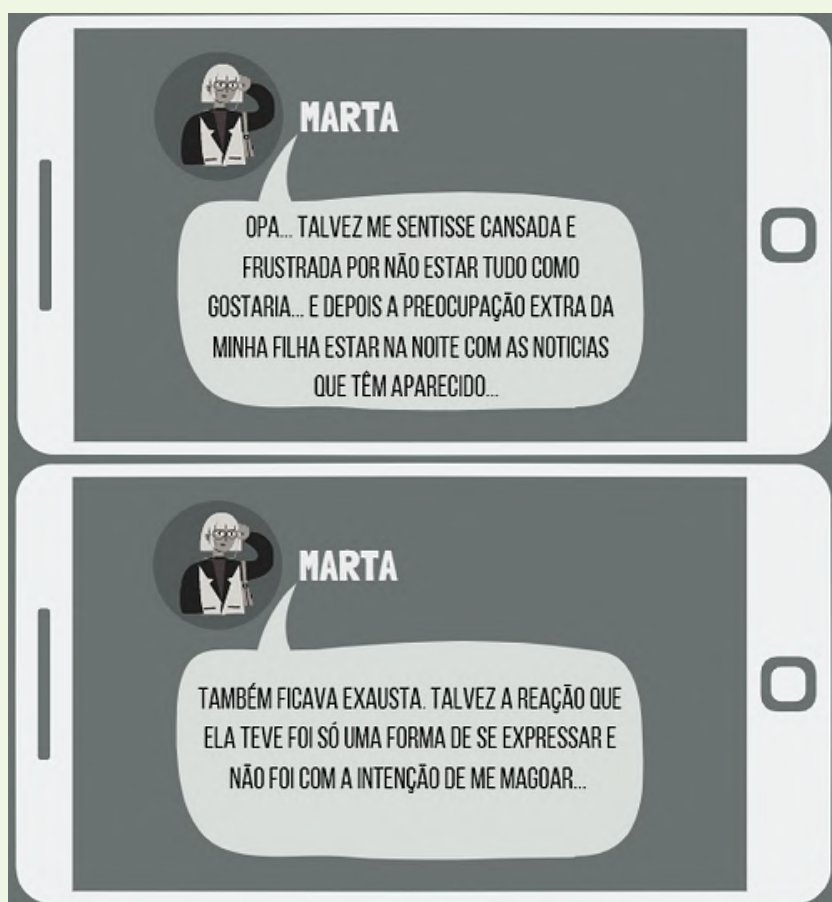 MARTA
OPA... TALVEZ ME SENTISSE CANSADA E
FRUSTRADA POR NÃO ESTAR TUDO COMO
GOSTARIA... E DEPOIS A PREOCUPAÇÃO EXTRA DA
MINHA FILHA ESTAR NA NOITE COM AS NOTICIAS
QUE TÊM APARECIDO...
MARTA
TAMBÉM FICAVA EXAUSTA. TALVEZ A REAÇÃO QUE
ELA TEVE FOI SÓ UMA FORMA DE SE EXPRESSAR E
NÃO FOI COM A INTENÇÃO DE ME MAGOAR...